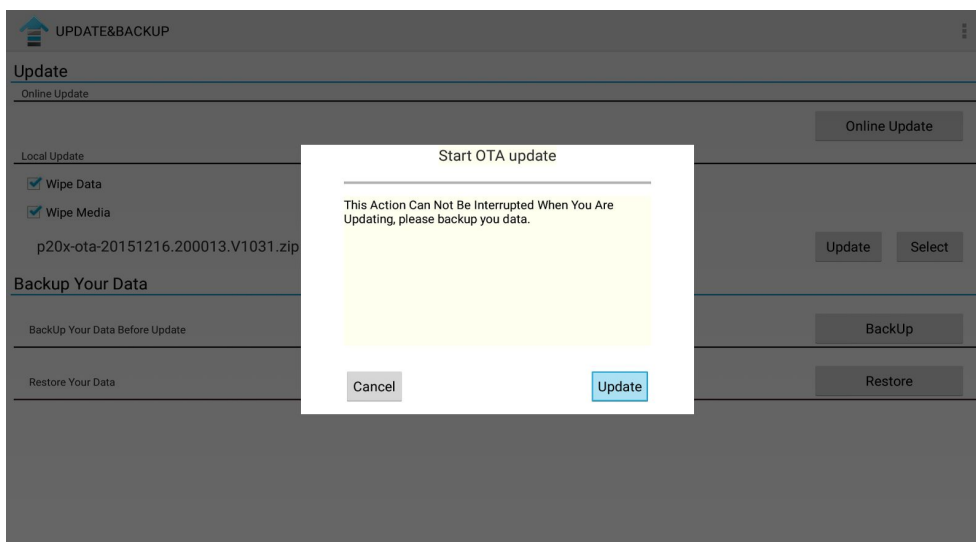 UPDATE&BACKUP
Update
Online Update
Online Update
Local Update
Wipe Data
Wipe Media
p20x-ota-20151216.200013.V1031.zip
Update
Select
Backup Your Data
BackUp Your Data Before Update
BackUp
Restore Your Data
Restore
Start OTA update
This Action Can Not Be Interrupted When You Are
Updating, please backup you data.
Cancel
Update